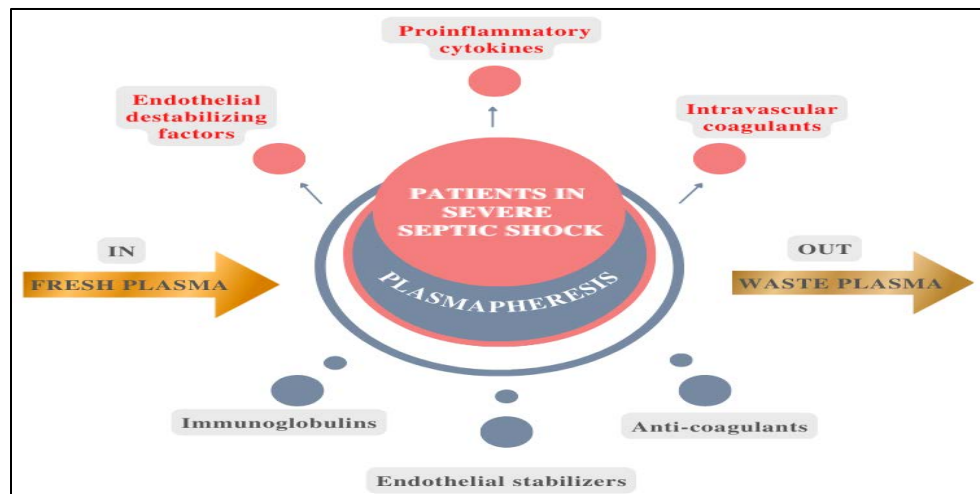 Proinflammatory
cytokines
Endothelial
destabilizing
factors
Intravascular
coagulants
PATIENTS IN
SEVERE
SEPTIC SHOCK
PLASMAPHERESIS
IN
FRESH PLASMA
OUT
WASTE PLASMA
Immunoglobulins
Anti-coagulants
Endothelial stabilizers